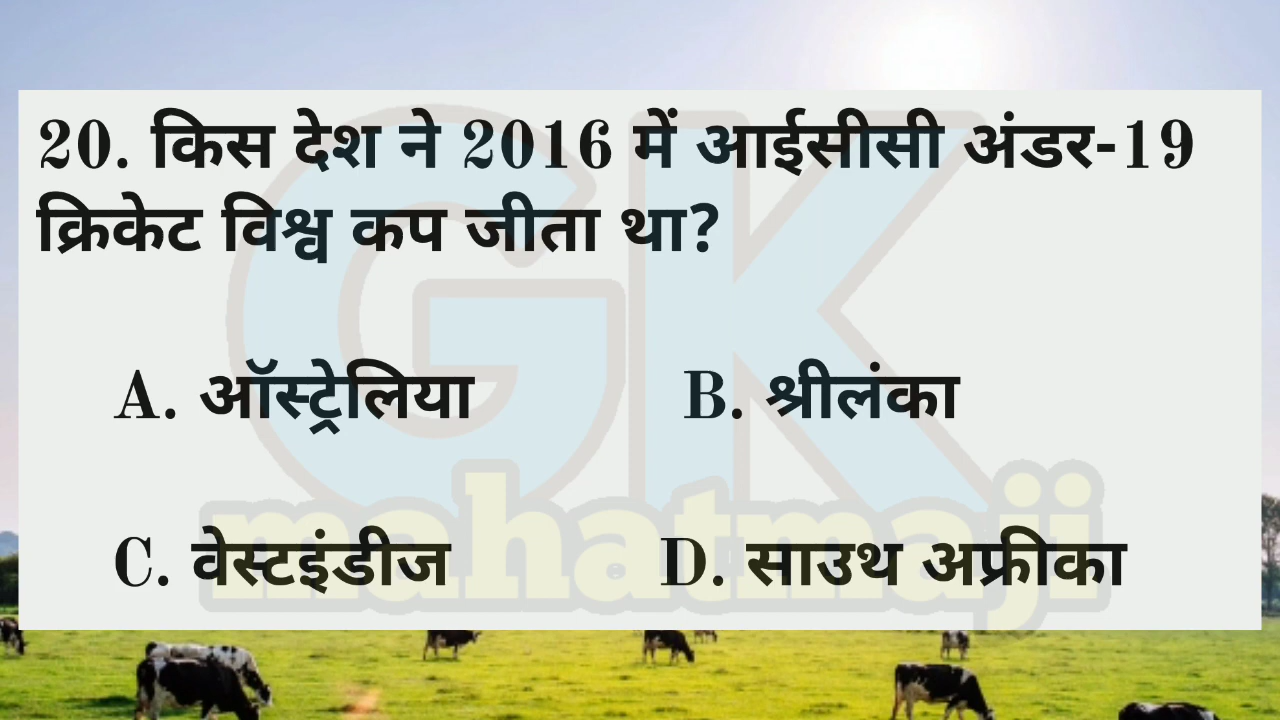 20. किस देश ने 2016 में आईसीसी अंडर-19
क्रिकेट विश्व कप जीता था?
A. ऑस्ट्रेलिया B. श्रीलंका
C. वेस्टइंडीज D. साउथ अफ्रीका
GK
mahatmaji